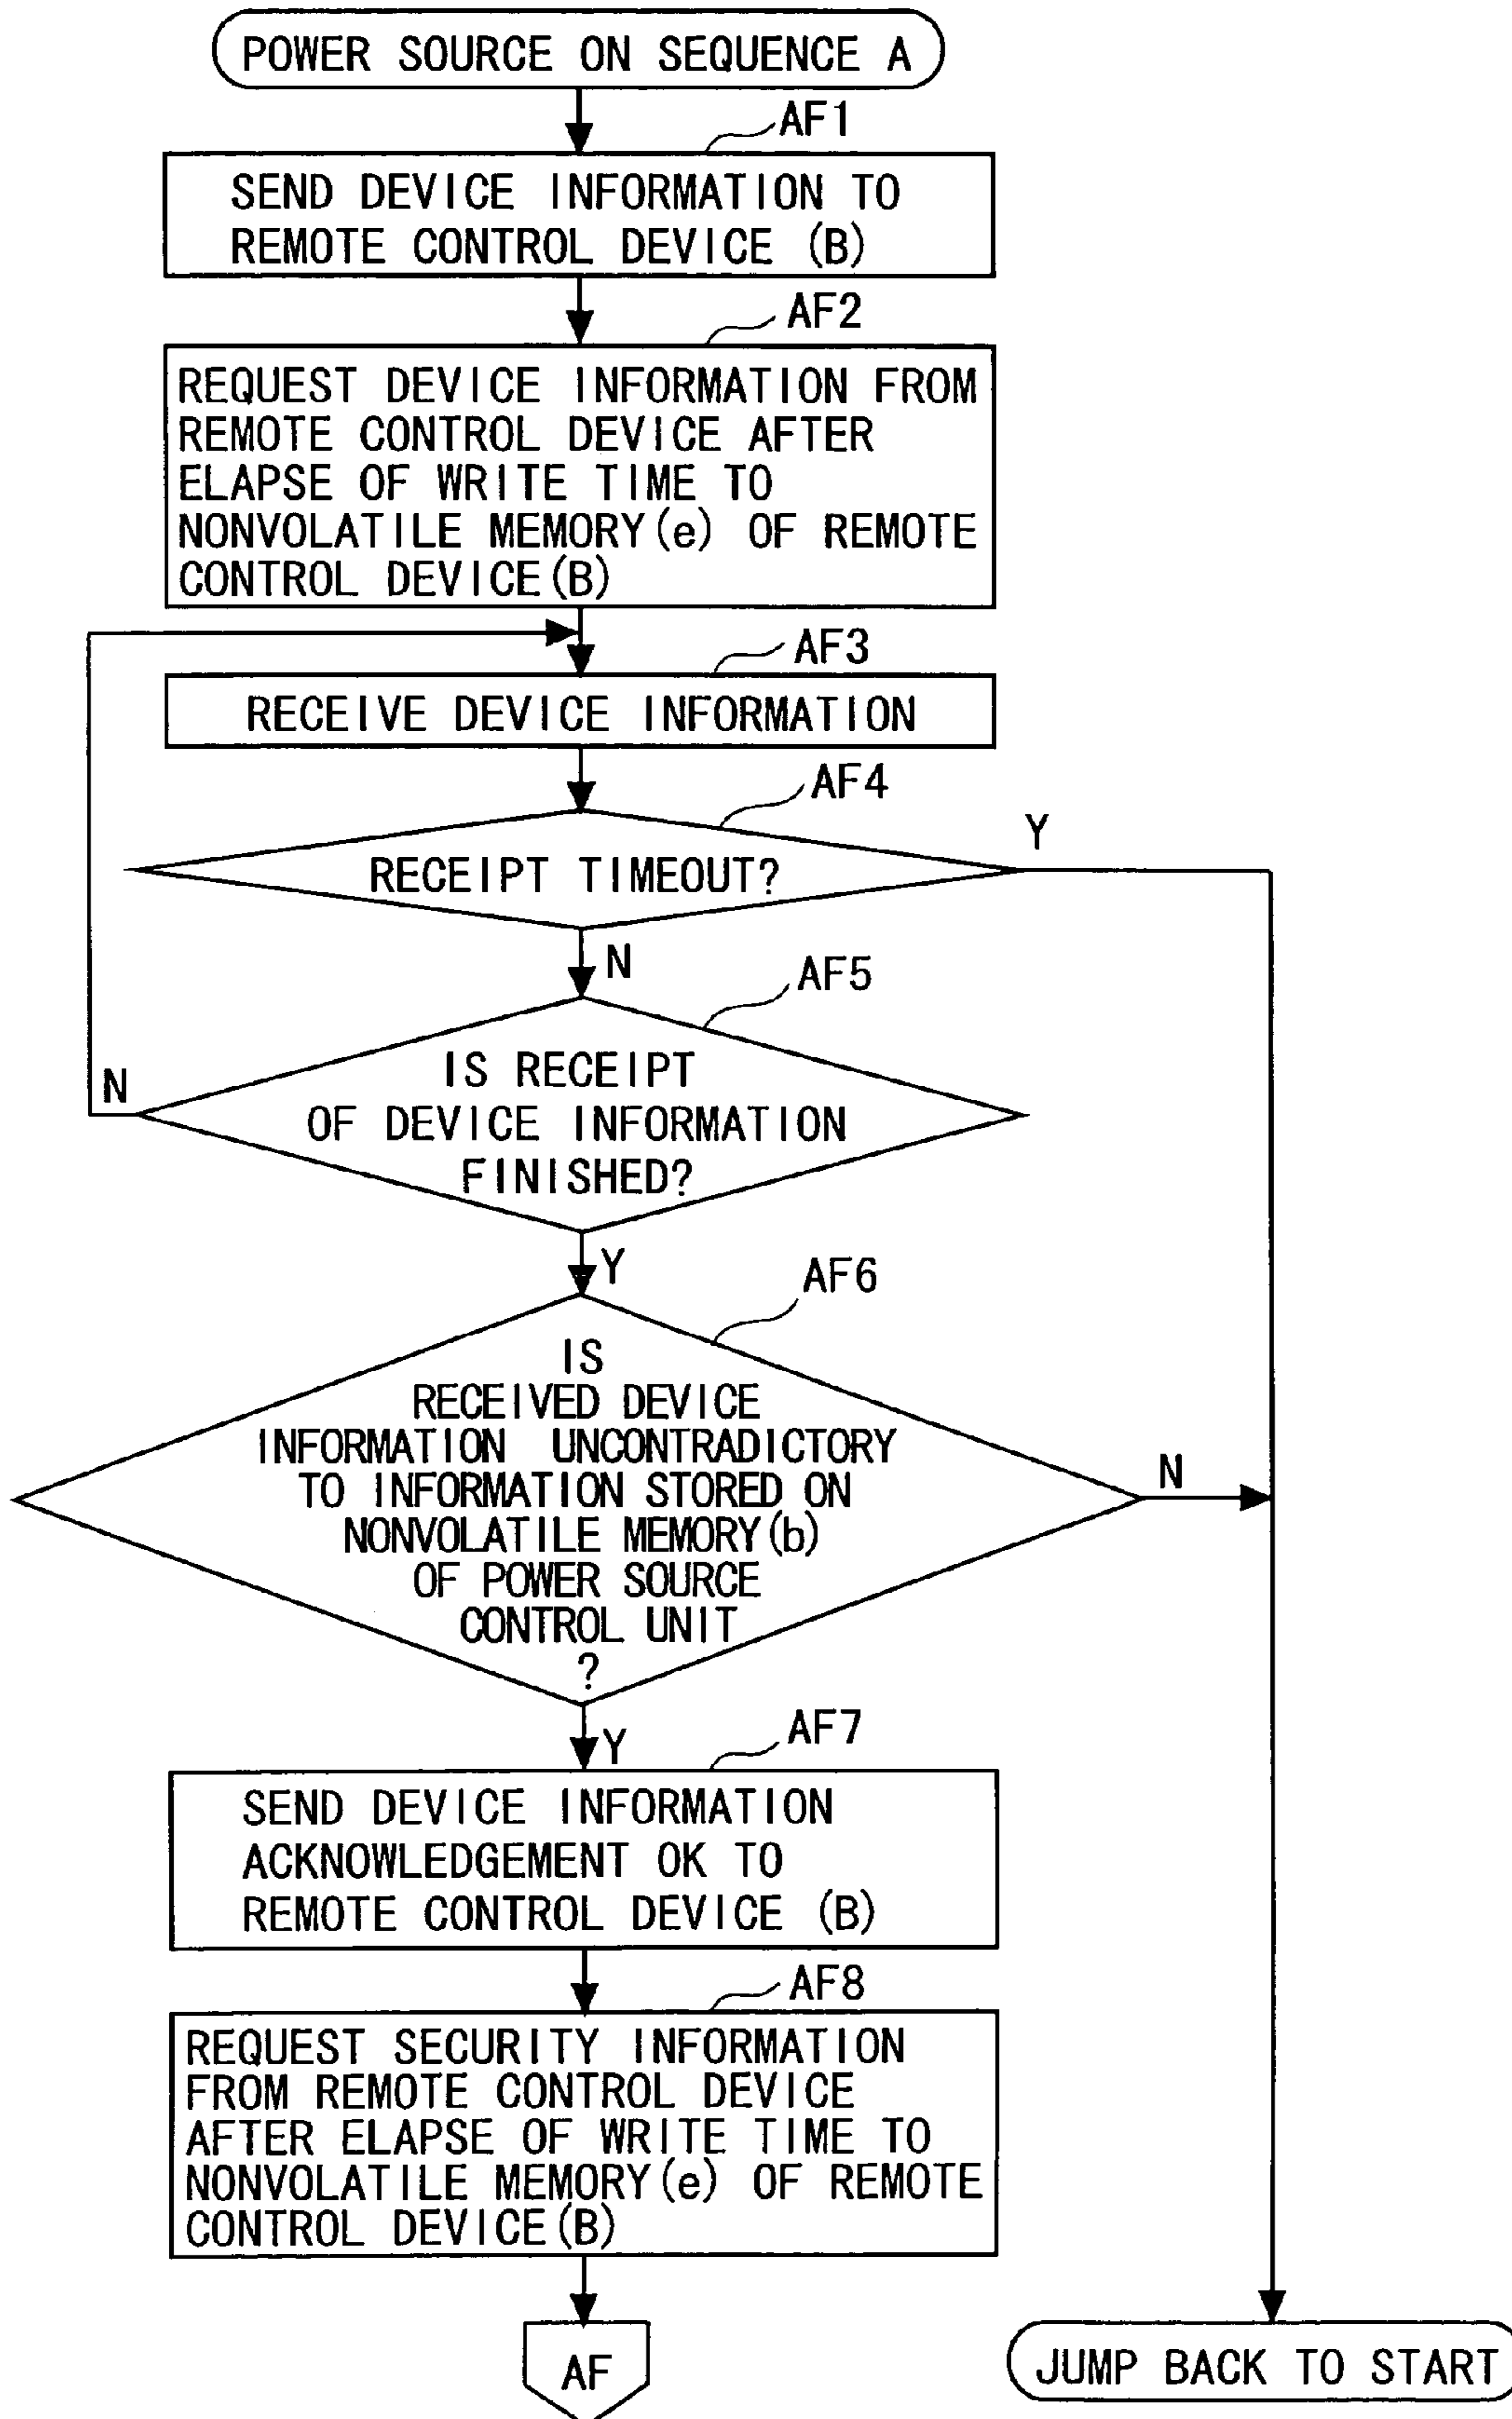 POWER SOURCE ON SEQUENCE A
AF1
SEND DEVICE INFORMATION TO
REMOTE CONTROL DEVICE (B)
AF2
REQUEST DEVICE INFORMATION FROM
REMOTE CONTROL DEVICE AFTER
ELAPSE OF WRITE TIME TO
NONVOLATILE MEMORY(e) OF REMOTE
CONTROL DEVICE(B)
AF3
RECEIVE DEVICE INFORMATION
AF4
Y
RECEIPT TIMEOUT?
N
AF5
N
IS RECEIPT
OF DEVICE INFORMATION
FINISHED?
Y
AF6
IS
RECEIVED DEVICE
INFORMATION UNCONTRADICTORY
TO INFORMATION STORED ON
NONVOLATILE MEMORY(b)
OF POWER SOURCE
CONTROL UNIT
?
N
Y
AF7
SEND DEVICE INFORMATION
ACKNOWLEDGEMENT OK TO
REMOTE CONTROL DEVICE (B)
AF8
REQUEST SECURITY INFORMATION
FROM REMOTE CONTROL DEVICE
AFTER ELAPSE OF WRITE TIME TO
NONVOLATILE MEMORY(e) OF REMOTE
CONTROL DEVICE(B)
AF
JUMP BACK TO START